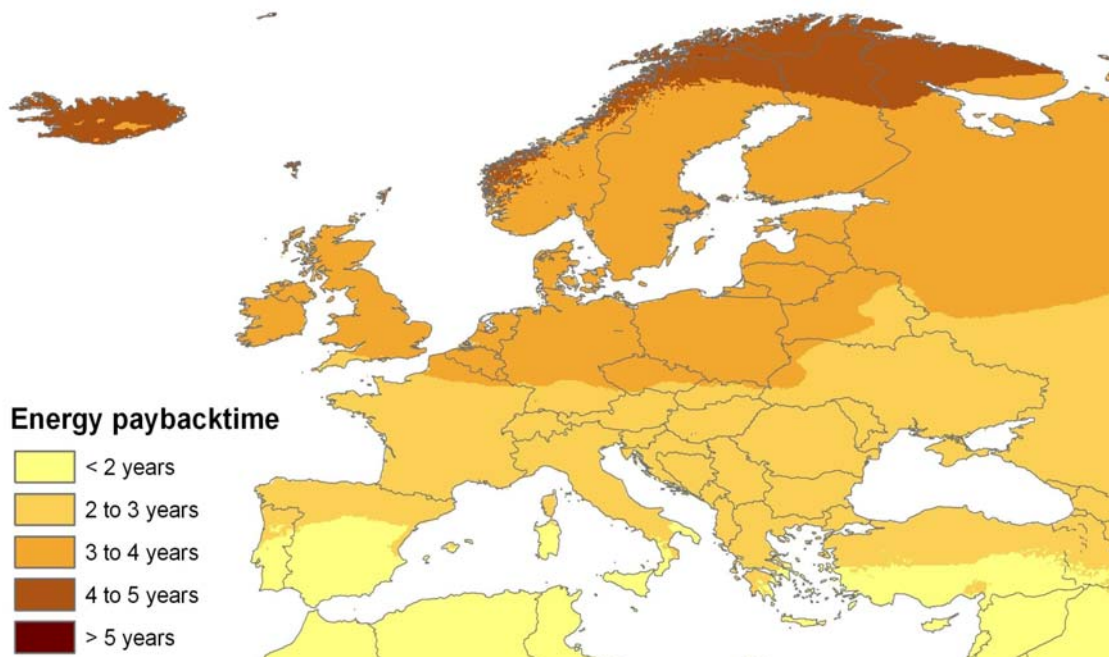 Energy paybacktime
< 2 years
2 to 3 years
3 to 4 years
4 to 5 years
> 5 years